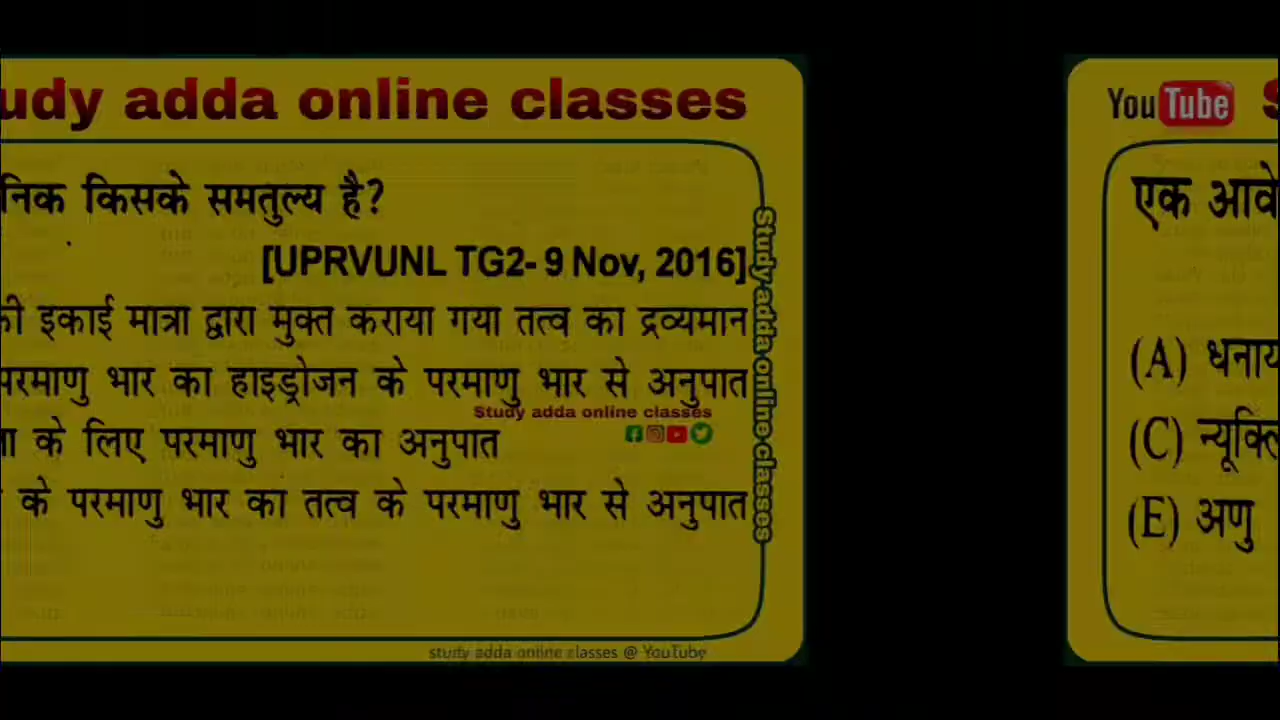 udy adda online classes
निक किसके समतुल्य है?
[UPRVUNL TG2- 9 Nov, 2016]
की इकाई मात्रा द्वारा मुक्त कराया गया तत्व का द्रव्यमान
परमाणु भार का हाइड्रोजन के परमाणु भार से अनुपात
Study adda online classes
के लिए परमाणु भार का अनुपात
के परमाणु भार का तत्व के परमाणु भार से अनुपात
Study adda online classes
study adda online classes @ YouTube
YouTube S
एक आवे
(A) धनाय
(C) न्यूक्लि
(E) अणु